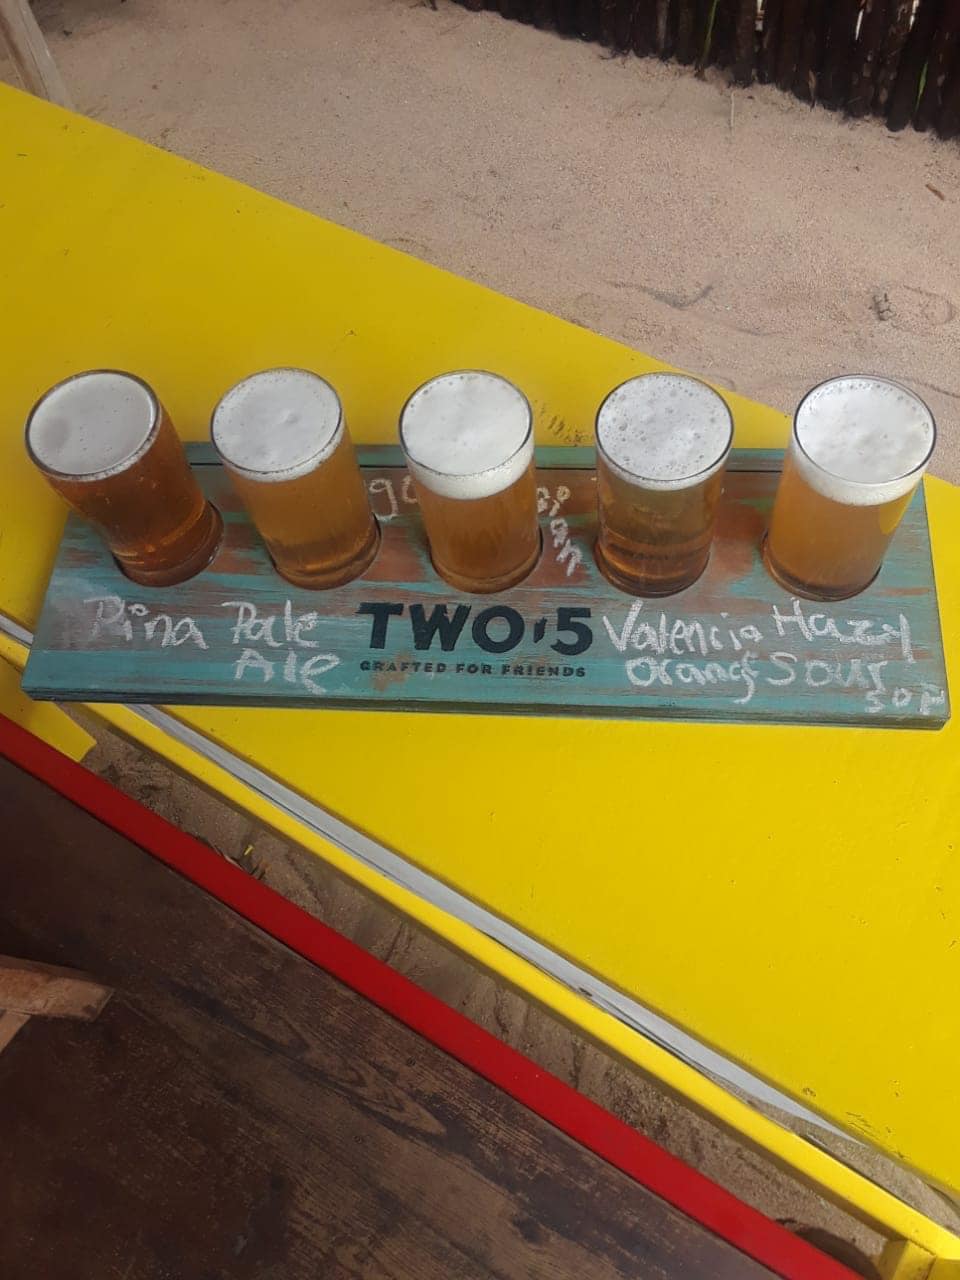 Pina Pale
Ale
TWO,5
CRAFTED FOR FRIENDS
Valencia Hazy
Orange Sour